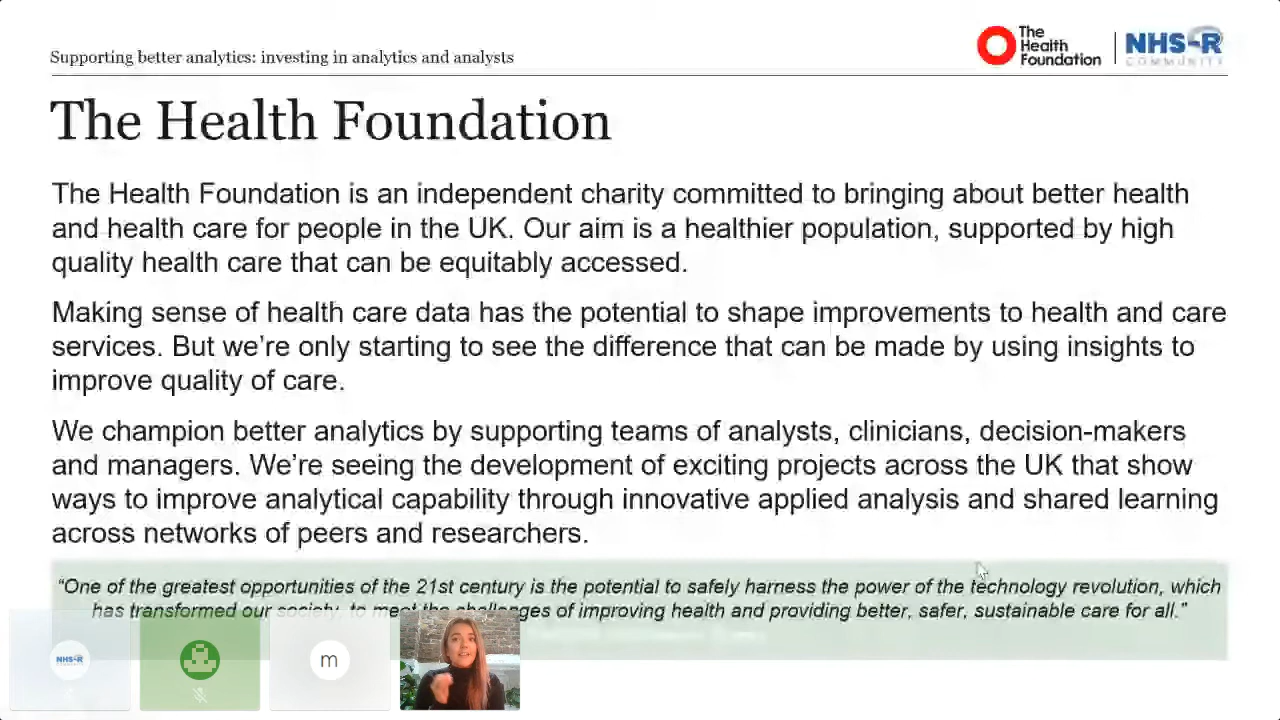 Supporting better analytics: investing in analytics and analysts
The
Health
Foundation
NHS-R
COMMUNITY
The Health Foundation
The Health Foundation is an independent charity committed to bringing about better health
and health care for people in the UK. Our aim is a healthier population, supported by high
quality health care that can be equitably accessed.
Making sense of health care data has the potential to shape improvements to health and care
services. But we’re only starting to see the difference that can be made by using insights to
improve quality of care.
We champion better analytics by supporting teams of analysts, clinicians, decision-makers
and managers. We’re seeing the development of exciting projects across the UK that show
ways to improve analytical capability through innovative applied analysis and shared learning
across networks of peers and researchers.
“One of the greatest opportunities of the 21st century is the potential to safely harness the power of the technology revolution, which
has transformed our society, to meet the challenges of improving health and providing better, safer, sustainable care for all.”
NHS-R
m